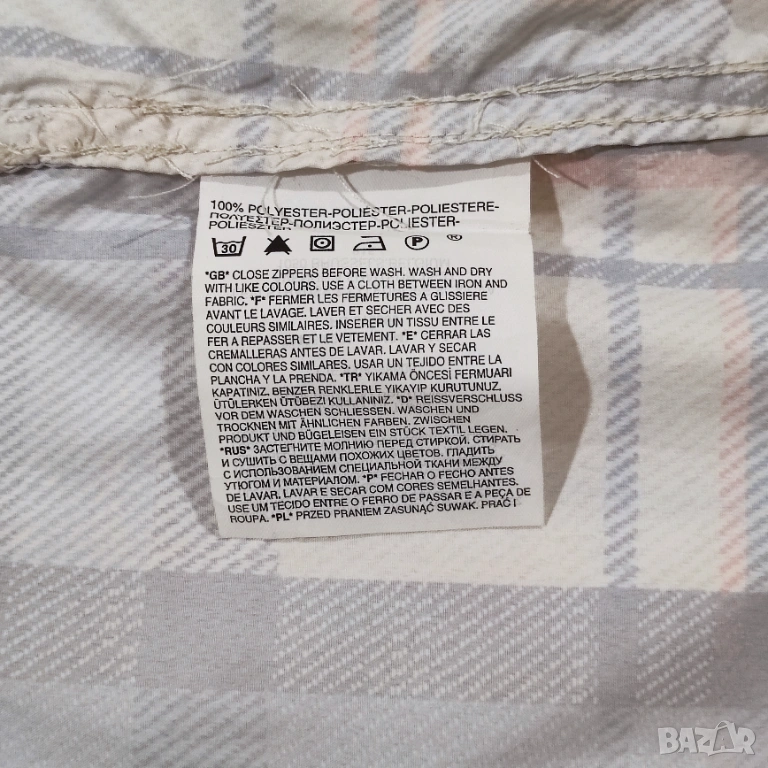 100% POLYESTER-POLIESTER-POLIESTERE-
ПОЛYЕSТЕР-ПОЛИЭСТЕР-POLIESTER-
POLIESZTER-
30 P ®
*GB* CLOSE ZIPPERS BEFORE WASH. WASH AND DRY
WITH LIKE COLOURS. USE A CLOTH BETWEEN IRON AND
FABRIC. *F* FERMER LES FERMETURES A GLISSIERE
AVANT LE LAVAGE. LAVER ET SECHER AVEC DES
COULEURS SIMILAIRES. INSERER UN TISSU ENTRE LE
FER A REPASSER ET LE VETEMENT. *E* CERRAR LAS
CREMALLERAS ANTES DE LAVAR. LAVAR Y SECAR
CON COLORES SIMILARES. USAR UN TEJIDO ENTRE LA
PLANCHA Y LA PRENDA. *TR* YIKAMA ÖNCESİ FERMUARI
KAPATINIZ. BENZER RENKLERLE YIKAYIP KURUTUNUZ.
ÜTÜLERKEN ÜTÜBEZI KULLANINIZ. *D* REISSVERSCHLUSS
VOR DEM WASCHEN SCHLIESSEN. WASCHEN UND
TROCKNEN MIT ÄHNLICHEN FARBEN. ZWISCHEN
PRODUKT UND BÜGELEISEN EIN STÜCK TEXTIL LEGEN.
*RUS* ЗАСТЕГНИТЕ МОЛНИЮ ПЕРЕД СТИРКОЙ. СТИРАТЬ
И СУШИТЬ С ВЕЩАМИ ПОХОЖИХ ЦВЕТОВ. ГЛАДИТЬ
С ИСПОЛЬЗОВАНИЕМ СПЕЦИАЛЬНОЙ ТКАНИ МЕЖДУ
УТЮГОМ И МАТЕРИАЛОМ. *P* FECHAR O FECHO ANTES
DE LAVAR. LAVAR E SECAR COM CORES SEMELHANTES.
USE UM TECIDO ENTRE O FERRO DE PASSAR E A PEÇA DE
ROUPA. *PL* PRZED PRANIEM ZASUNĄĆ SUWAK. PRAĆ I
BAZAR